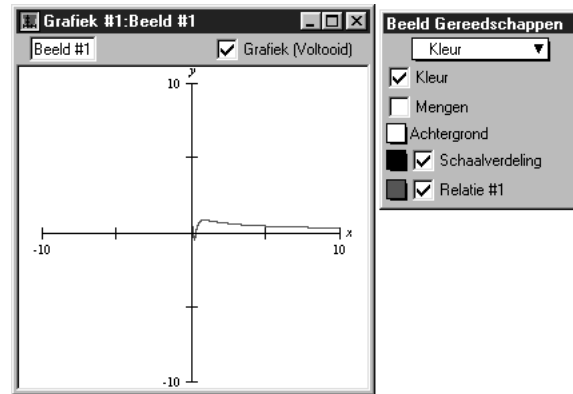 Grafiek #1:Beeld #1
Beeld #1
Grafiek (Voltooid)
y
10
-10
x
10
-10
Beeld Gereedschappen
Kleur
Kleur
Mengen
Achtergrond
Schaalverdeling
Relatie #1